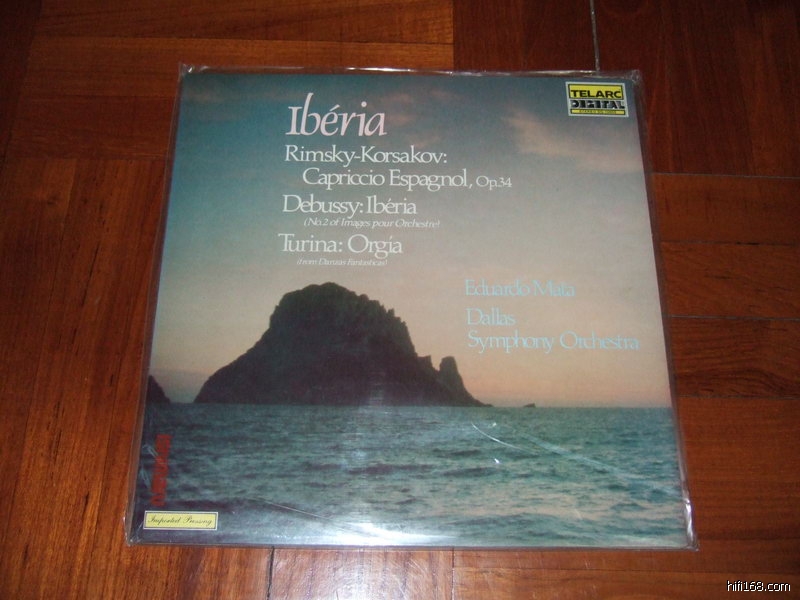 Ibéria
Rimsky-Korsakov:
Capriccio Espagnol, Op.34
Debussy: Ibéria
(No.2 of Images pour Orchestre)
Turina: Orgía
(from Danzas Fantasticas)
TELARC
DIGITAL
Eduardo Mata
Dallas
Symphony Orchestra
Imported Pressing
hifi168.com